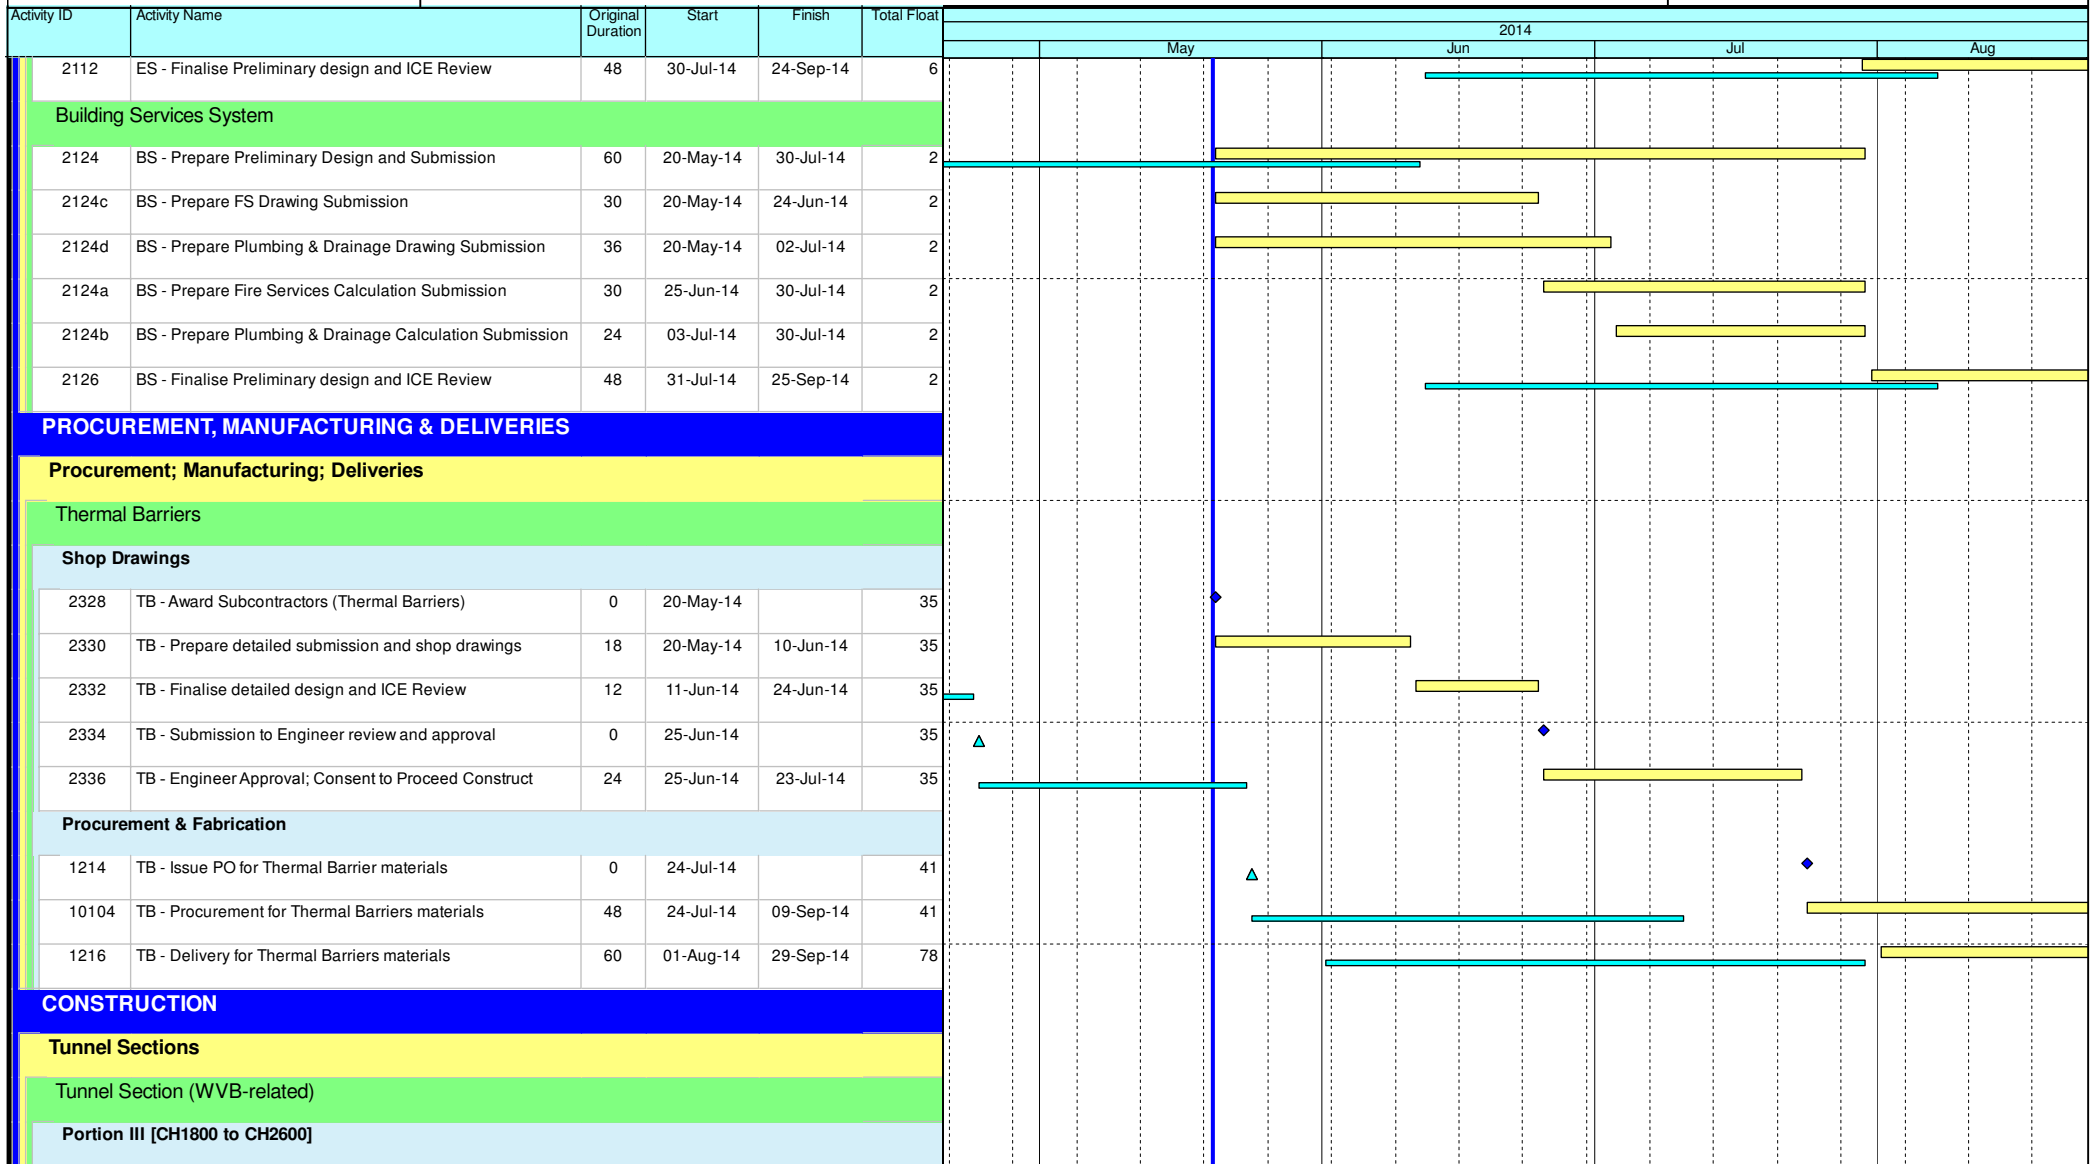 Activity ID Activity Name Original Duration Start Finish Total Float
2014
May Jun Jul Aug
2112 ES - Finalise Preliminary design and ICE Review 48 30-Jul-14 24-Sep-14 6
Building Services System
2124 BS - Prepare Preliminary Design and Submission 60 20-May-14 30-Jul-14 2
2124c BS - Prepare FS Drawing Submission 30 20-May-14 24-Jun-14 2
2124d BS - Prepare Plumbing & Drainage Drawing Submission 36 20-May-14 02-Jul-14 2
2124a BS - Prepare Fire Services Calculation Submission 30 25-Jun-14 30-Jul-14 2
2124b BS - Prepare Plumbing & Drainage Calculation Submission 24 03-Jul-14 30-Jul-14 2
2126 BS - Finalise Preliminary design and ICE Review 48 31-Jul-14 25-Sep-14 2
PROCUREMENT, MANUFACTURING & DELIVERIES
Procurement; Manufacturing; Deliveries
Thermal Barriers
Shop Drawings
2328 TB - Award Subcontractors (Thermal Barriers) 0 20-May-14 35
2330 TB - Prepare detailed submission and shop drawings 18 20-May-14 10-Jun-14 35
2332 TB - Finalise detailed design and ICE Review 12 11-Jun-14 24-Jun-14 35
2334 TB - Submission to Engineer review and approval 0 25-Jun-14 35
2336 TB - Engineer Approval; Consent to Proceed Construct 24 25-Jun-14 23-Jul-14 35
Procurement & Fabrication
1214 TB - Issue PO for Thermal Barrier materials 0 24-Jul-14 41
10104 TB - Procurement for Thermal Barriers materials 48 24-Jul-14 09-Sep-14 41
1216 TB - Delivery for Thermal Barriers materials 60 01-Aug-14 29-Sep-14 78
CONSTRUCTION
Tunnel Sections
Tunnel Section (WVB-related)
Portion III [CH1800 to CH2600]